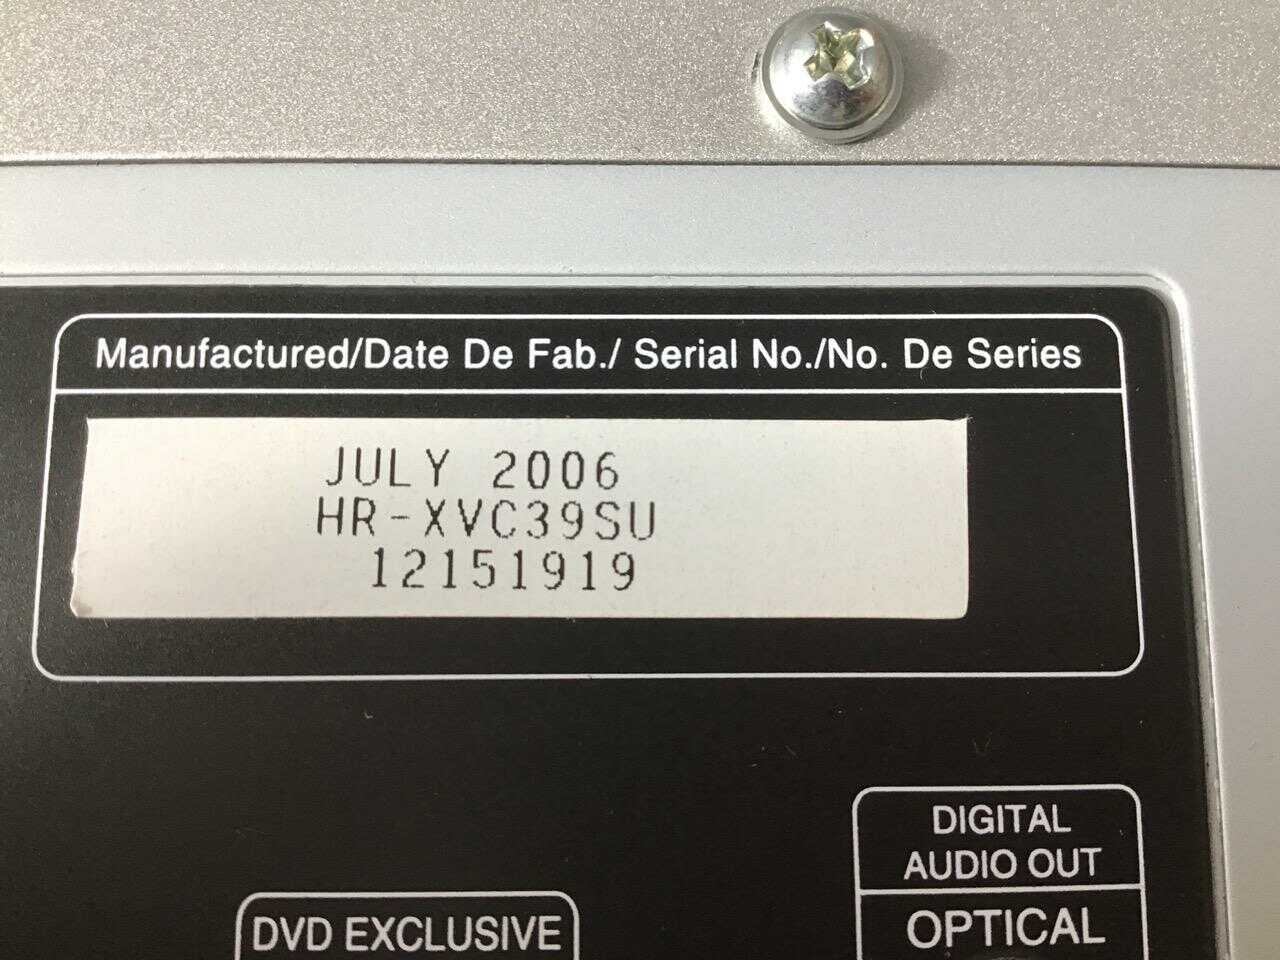 Manufactured/Date De Fab./ Serial No./No. De Series
JULY 2006
HR-XVC39SU
12151919
DIGITAL
AUDIO OUT
OPTICAL
DVD EXCLUSIVE